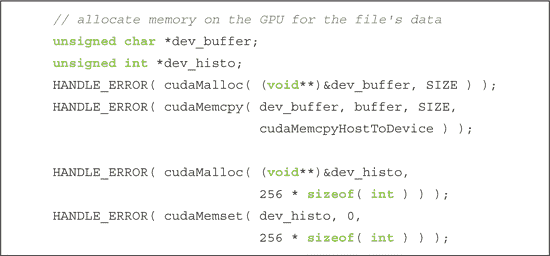 // allocate memory on the GPU for the file's data
unsigned char *dev_buffer;
unsigned int *dev_histo;
HANDLE_ERROR( cudaMalloc( (void**)&dev_buffer, SIZE ) );
HANDLE_ERROR( cudaMemcpy( dev_buffer, buffer, SIZE,
cudaMemcpyHostToDevice ) );
HANDLE_ERROR( cudaMalloc( (void**)&dev_histo,
256 * sizeof( int ) ) );
HANDLE_ERROR( cudaMemset( dev_histo, 0,
256 * sizeof( int ) ) );